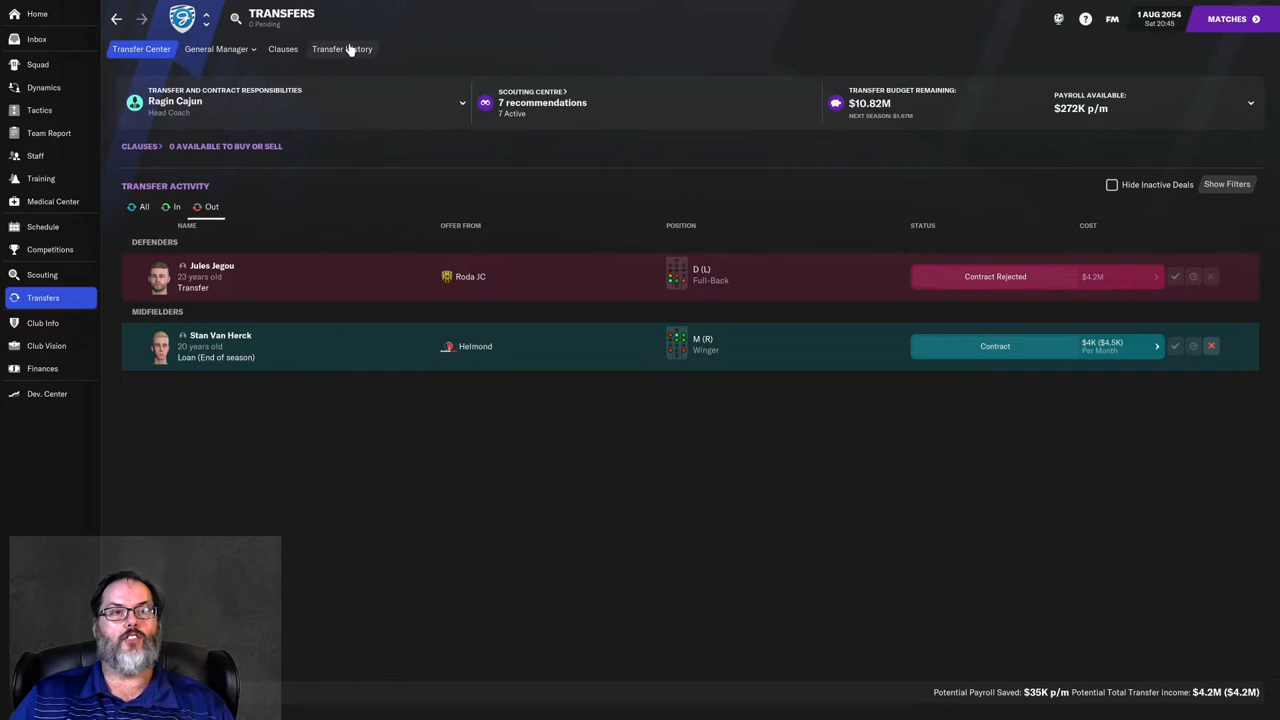 Home
Inbox
Squad
Dynamics
Tactics
Team Report
Staff
Training
Medical Center
Schedule
Competitions
Scouting
Transfers
Club Info
Club Vision
Finances
Dev. Center
TRANSFERS
0 Pending
FM
1 AUG 2054
Sat 20:45
MATCHES
Transfer Center
General Manager
Clauses
Transfer History
TRANSFER AND CONTRACT RESPONSIBILITIES
Ragin Cajun
Head Coach
SCOUTING CENTRE
7 recommendations
7 Active
TRANSFER BUDGET REMAINING:
$10.82M
NEXT SEASON: $1.67M
PAYROLL AVAILABLE:
$272K p/m
CLAUSES 0 AVAILABLE TO BUY OR SELL
TRANSFER ACTIVITY
Hide Inactive Deals
Show Filters
All In Out
NAME OFFER FROM POSITION STATUS COST
DEFENDERS
Jules Jegou
23 years old
Transfer
Roda JC
D (L)
Full-Back
Contract Rejected
$4.2M
MIDFIELDERS
Stan Van Herck
20 years old
Loan (End of season)
Helmond
M (R)
Winger
Contract
$4K ($4.5K)
Per Month
Potential Payroll Saved: $35K p/m Potential Total Transfer income: $4.2M ($4.2M)